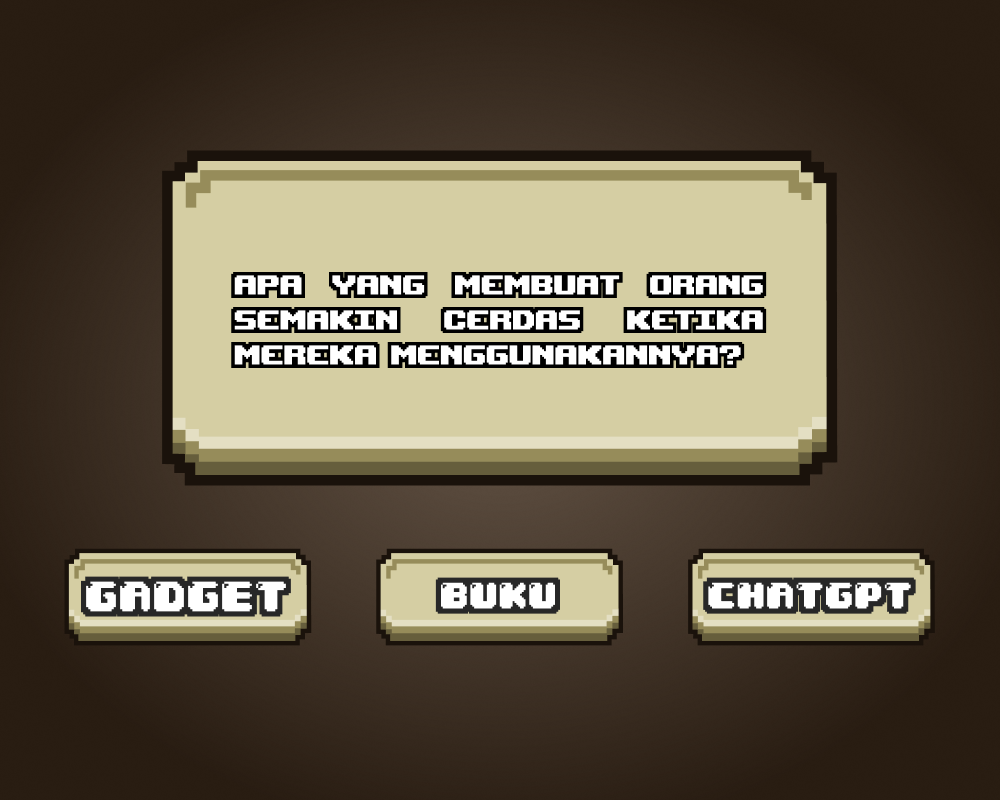 APA YANG MEMBUAT ORANG
SEMAKIN CERDAS KETIKA
MEREKA MENGGUNAKANNYA?
GADGET
BUKU
CHATGPT